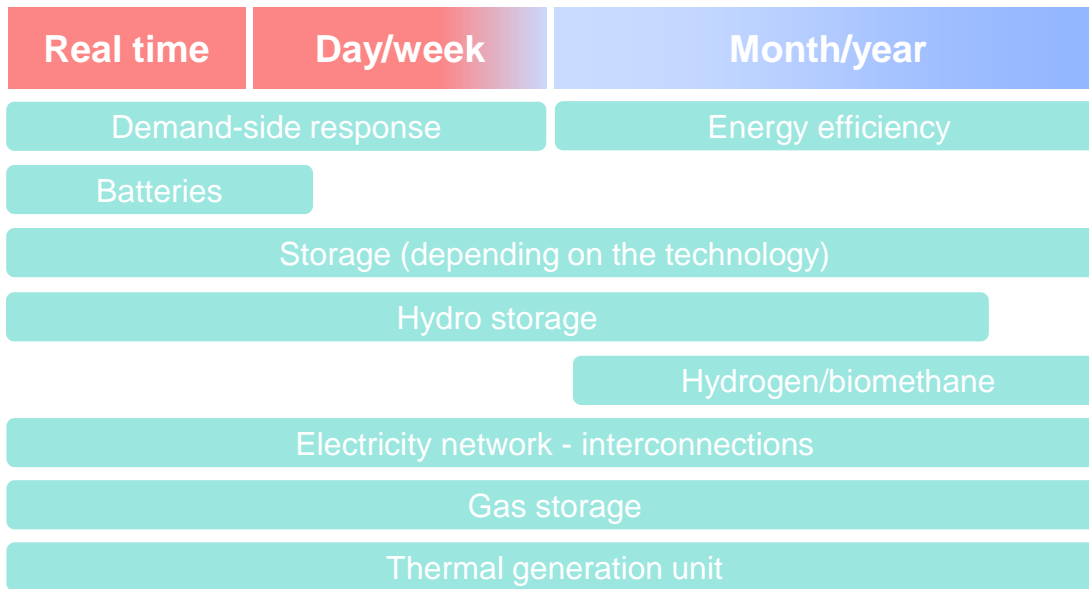 Real time
Day/week
Month/year
Demand-side response
Energy efficiency
Batteries
Storage (depending on the technology)
Hydro storage
Hydrogen/biomethane
Electricity network - interconnections
Gas storage
Thermal generation unit